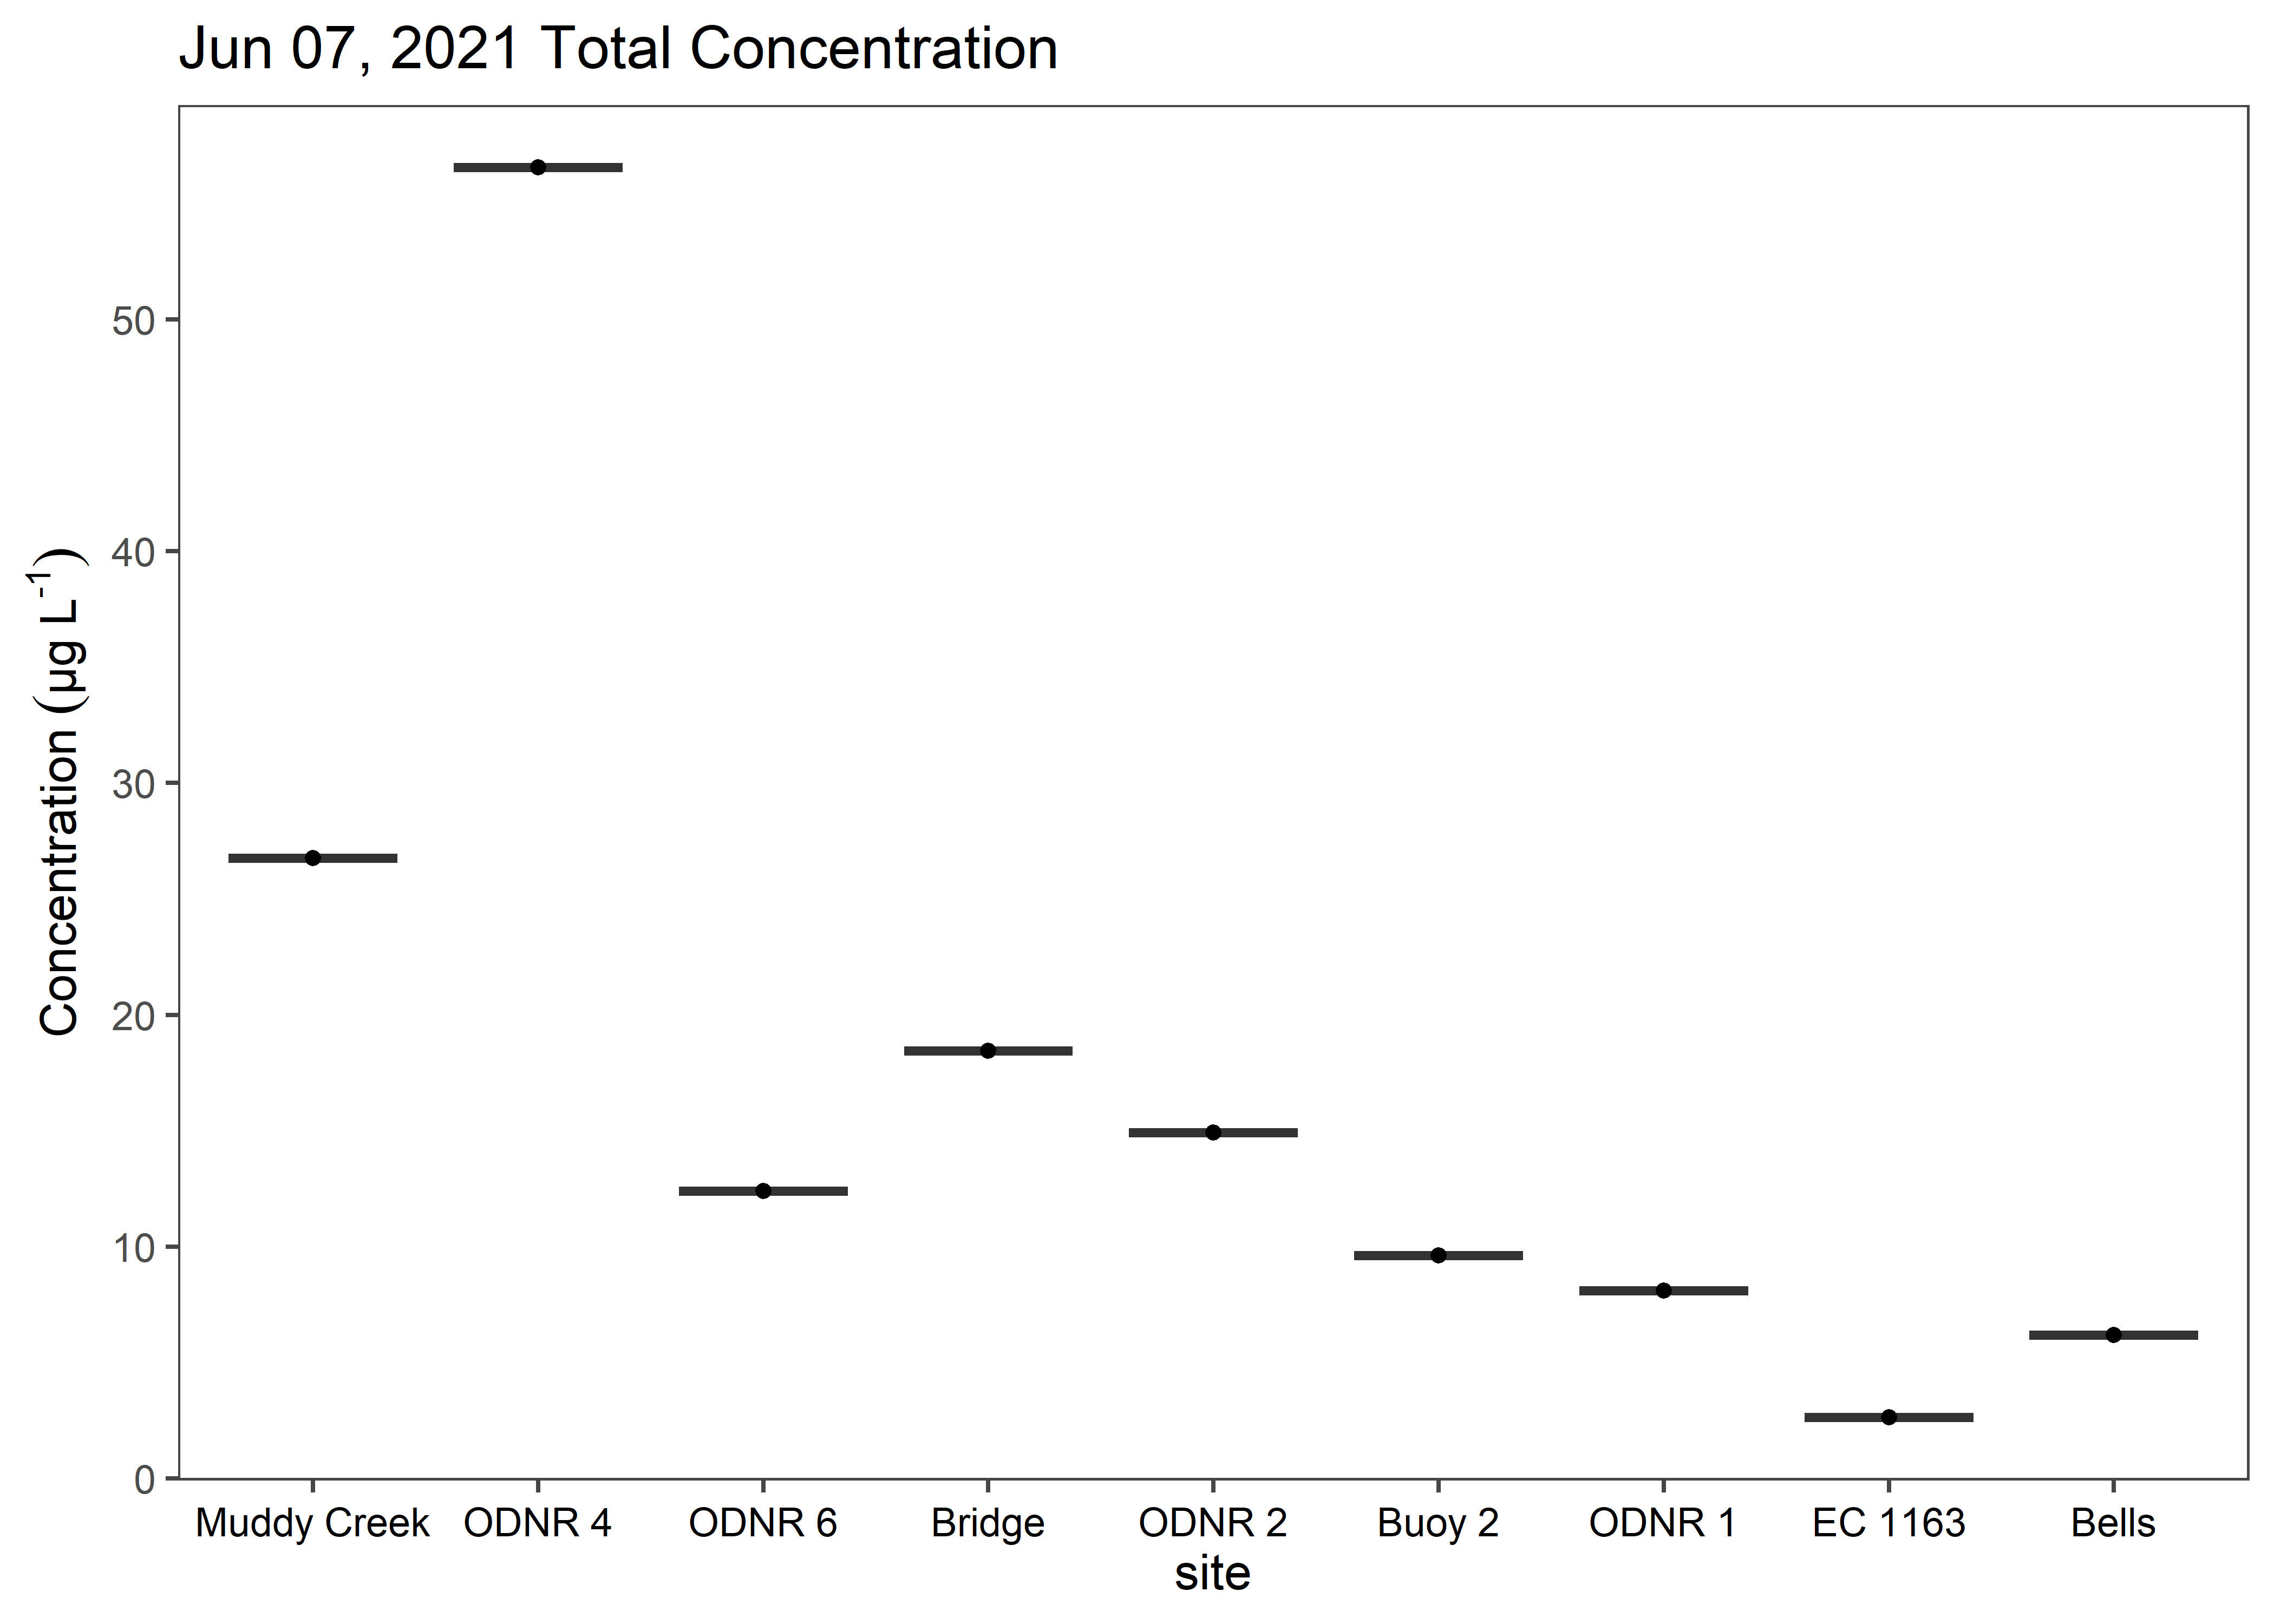 Jun 07, 2021 Total Concentration
Concentration (µg L⁻¹)
50
40
30
20
10
0
Muddy Creek ODNR 4 ODNR 6 Bridge ODNR 2 Buoy 2 ODNR 1 EC 1163 Bells
site